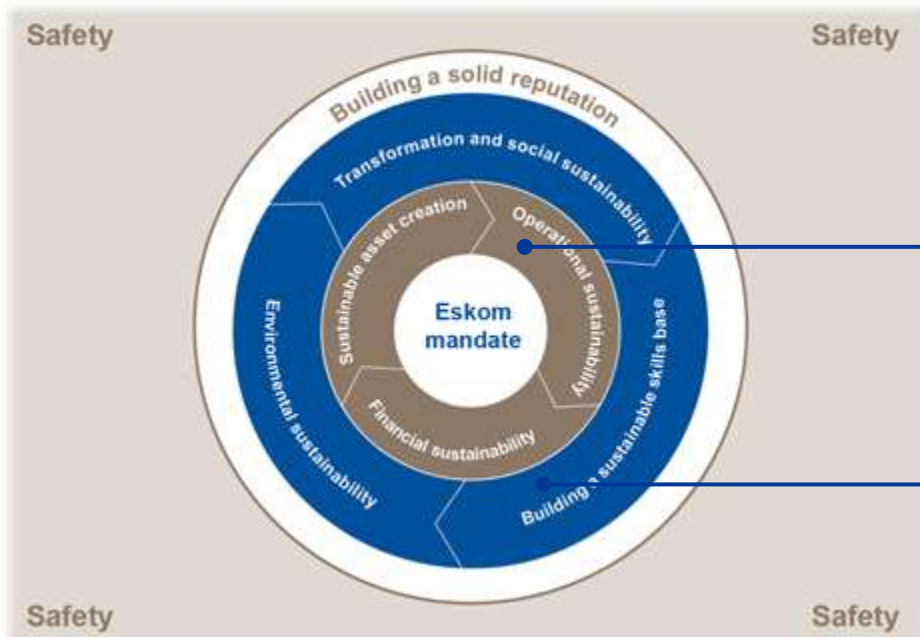 Safety
Safety
Building a solid reputation
Transformation and social sustainability
Sustainable asset creation
Operational sustainability
Eskom
mandate
Environmental sustainability
Financial sustainability
Building a sustainable skills base
Safety
Safety